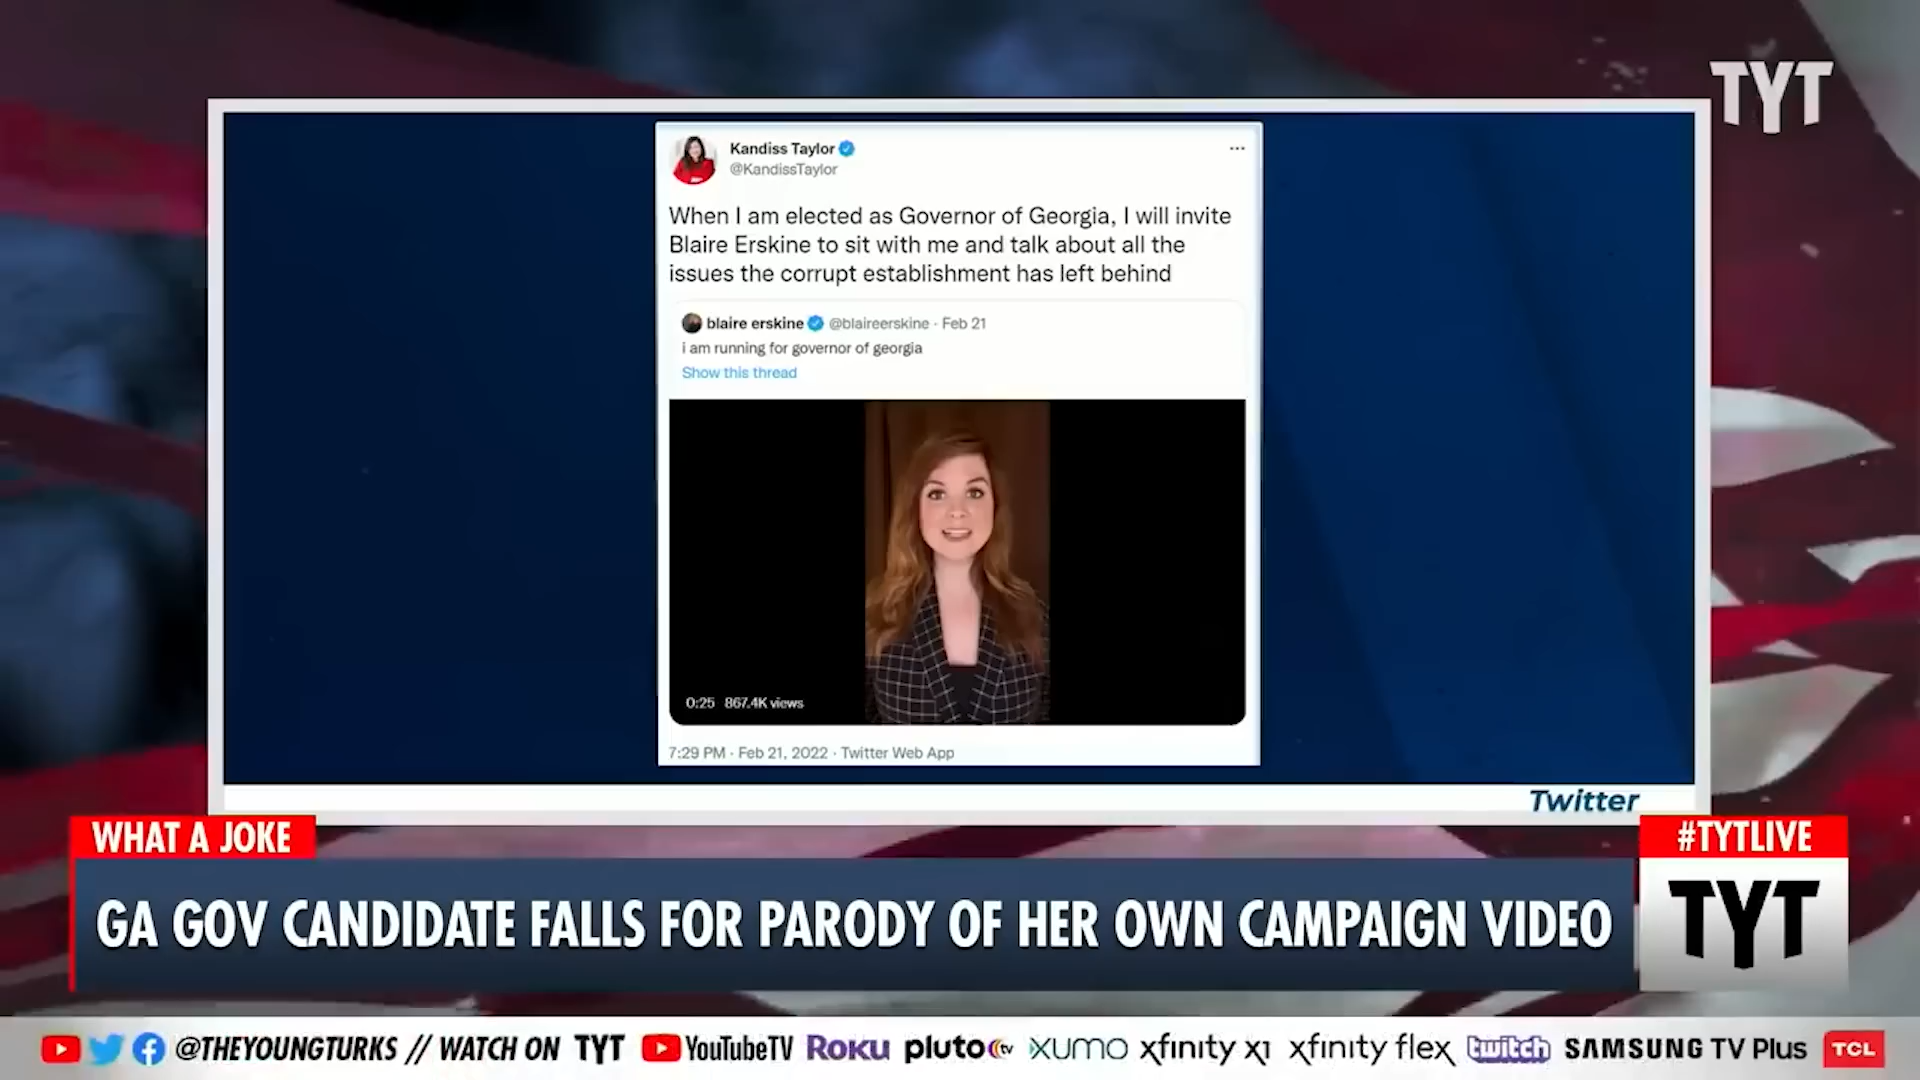 TYT
Kandiss Taylor
@KandissTaylor
When I am elected as Governor of Georgia, I will invite
Blaire Erskine to sit with me and talk about all the
issues the corrupt establishment has left behind
blaire erskine @blaireerskine · Feb 21
i am running for governor of georgia
Show this thread
0:25 867.4K views
7:29 PM · Feb 21, 2022 · Twitter Web App
Twitter
WHAT A JOKE
#TYTLIVE
GA GOV CANDIDATE FALLS FOR PARODY OF HER OWN CAMPAIGN VIDEO
TYT
@THEYOUNGTURKS // WATCH ON TYT YouTubeTV ROKU pluto tv XUMO xfinity x1 xfinity flex twitch SAMSUNG TV Plus TCL